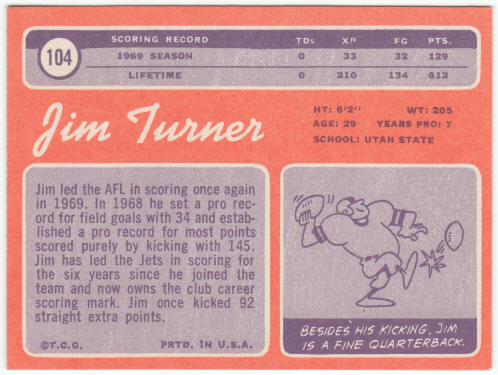 104
SCORING RECORD TDs XP FG PTS.
1969 SEASON 0 33 32 129
LIFETIME 0 210 134 612
Jim Turner
HT: 6'2" WT: 205
AGE: 29 YEARS PRO: 7
SCHOOL: UTAH STATE
Jim led the AFL in scoring once again
in 1969. In 1968 he set a pro rec-
ord for field goals with 34 and estab-
lished a pro record for most points
scored purely by kicking with 145.
Jim has led the Jets in scoring for
the six years since he joined the
team and now owns the club career
scoring mark. Jim once kicked 92
straight extra points.
©T.C.G. PRTD. IN U.S.A.
BESIDES HIS KICKING, JIM
IS A FINE QUARTERBACK.